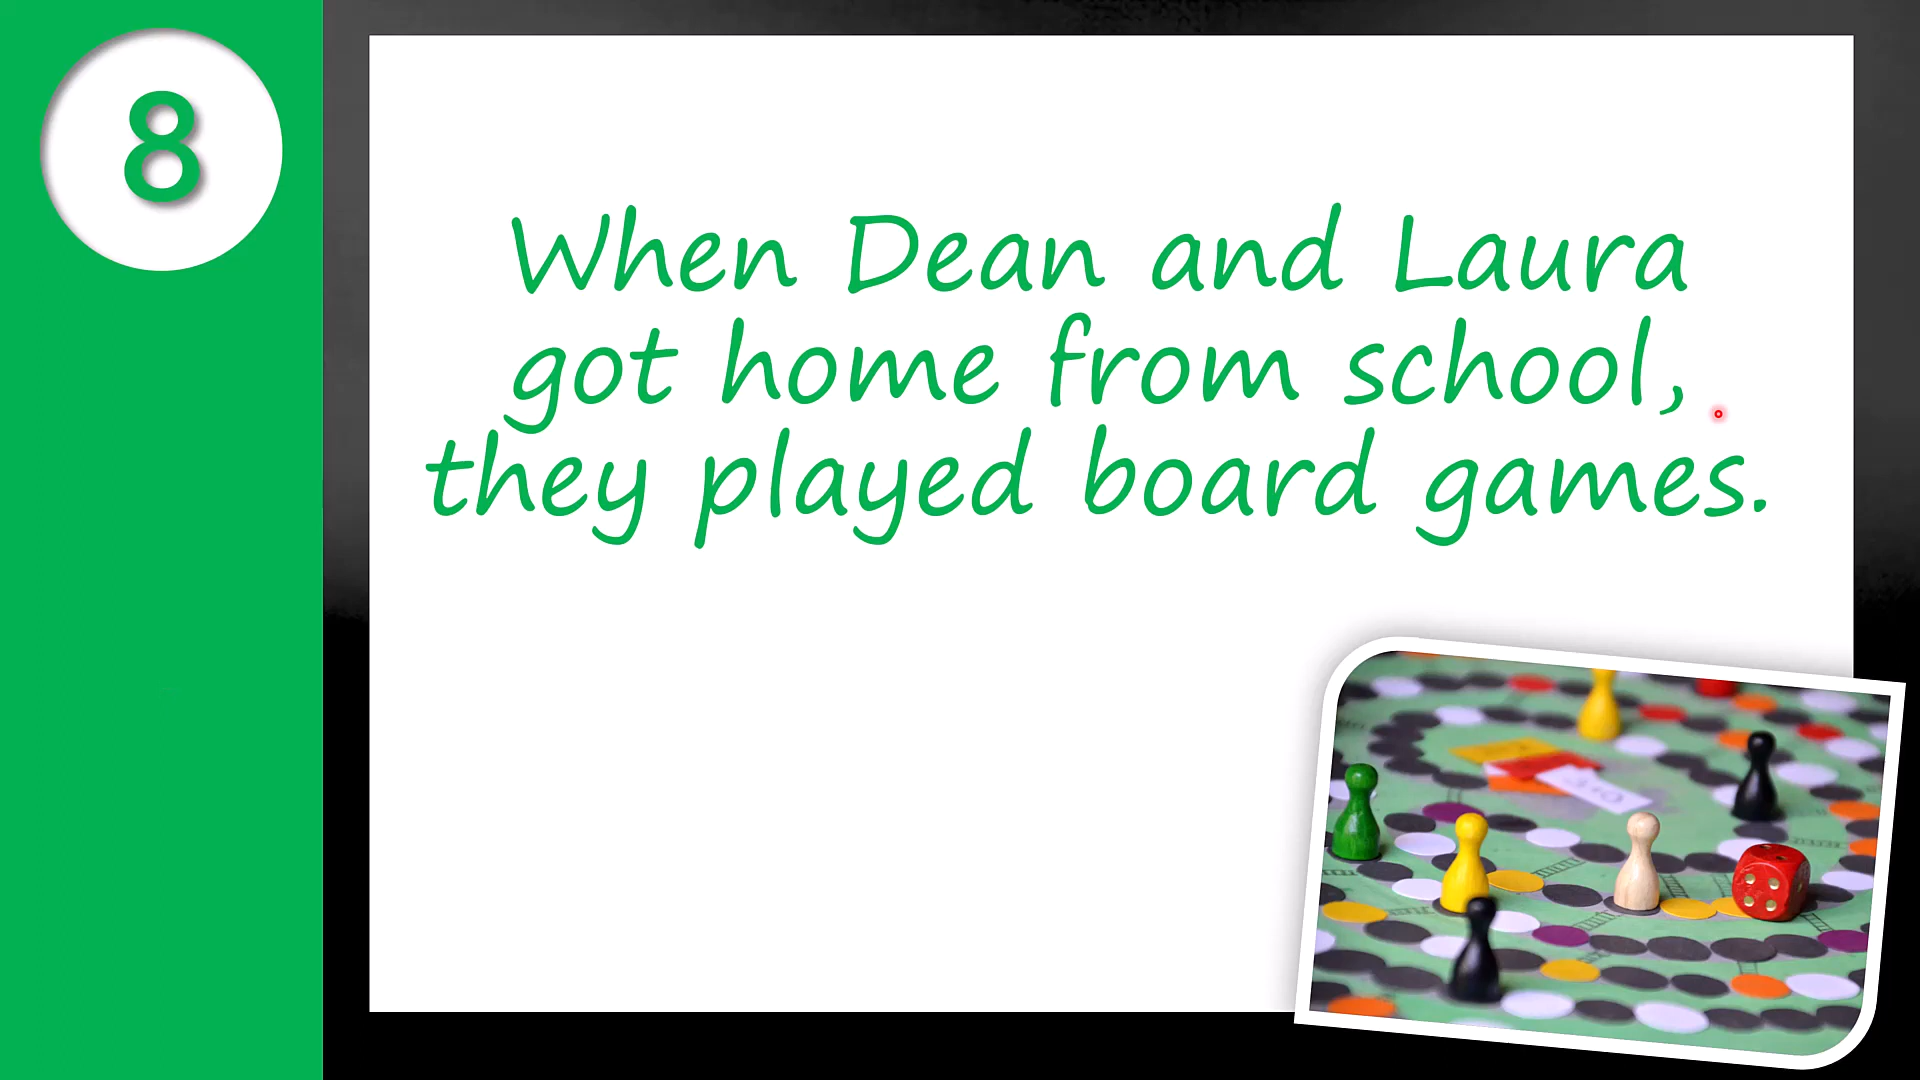 8
When Dean and Laura
got home from school,
they played board games.